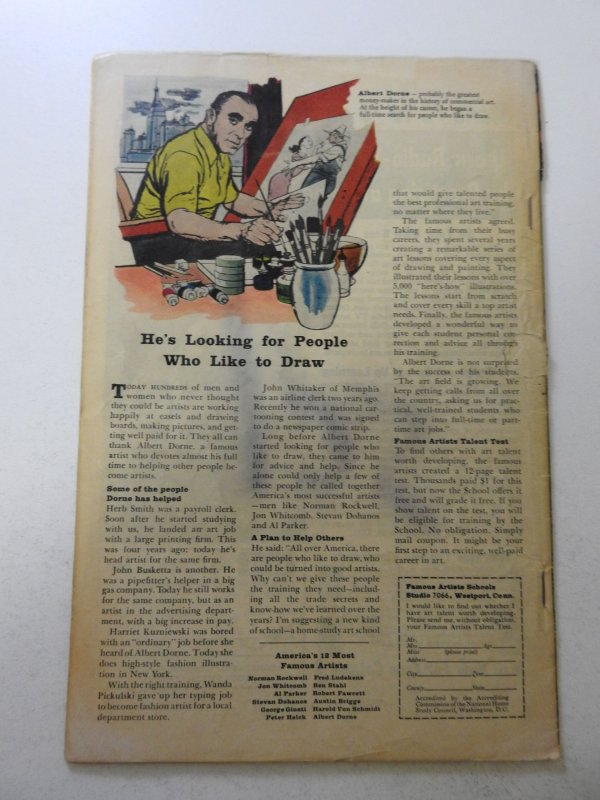 Albert Dorne — probably the greatest
money-maker in the history of commercial art.
At the height of his career, he began a
full-time search for people who like to draw.
He's Looking for People
Who Like to Draw
TODAY HUNDREDS of men and
women who never thought
they could be artists are working
happily at easels and drawing
boards, making pictures, and get-
ting well paid for it. They all can
thank Albert Dorne, a famous
artist who devotes almost his full
time to helping other people be-
come artists.
Some of the people
Dorne has helped
Herb Smith was a payroll clerk.
Soon after he started studying
with us, he landed an art job
with a large printing firm. This
was four years ago: today he's
head artist for the same firm.
John Busketta is another. He
was a pipefitter's helper in a big
gas company. Today he still works
for the same company, but as an
artist in the advertising depart-
ment, with a big increase in pay.
Harriet Kuzniewski was bored
with an "ordinary" job before she
heard of Albert Dorne. Today she
does high-style fashion illustra-
tion in New York.
With the right training, Wanda
Pickulski gave up her typing job
to become fashion artist for a local
department store.
John Whitaker of Memphis
was an airline clerk two years ago.
Recently he won a national car-
tooning contest and was signed
to do a newspaper comic strip.
Long before Albert Dorne
started looking for people who
like to draw, they came to him
for advice and help. Since he
alone could only help a few of
these people he called together
America's most successful artists
—men like Norman Rockwell,
Jon Whitcomb, Stevan Dohanos
and Al Parker.
A Plan to Help Others
He said: "All over America, there
are people who like to draw, who
could be turned into good artists.
Why can't we give these people
the training they need—includ-
ing all the trade secrets and
know-how we've learned over the
years? I'm suggesting a new kind
of school—a home-study art school
that would give talented people
the best professional art training,
no matter where they live."
The famous artists agreed.
Taking time from their busy
careers, they spent several years
creating a remarkable series of
art lessons covering every aspect
of drawing and painting. They
illustrated their lessons with over
5,000 "here's-how" illustrations.
The lessons start from scratch
and cover every skill a top artist
needs. Finally, the famous artists
developed a wonderful way to
give each student personal cor-
rection and advice all through
his training.
Albert Dorne is not surprised
by the success of his students.
"The art field is growing. We
keep getting calls from all over
the country, asking us for prac-
tical, well-trained students who
can step into full-time or part-
time art jobs."
Famous Artists Talent Test
To find others with art talent
worth developing, the famous
artists created a 12-page talent
test. Thousands paid $1 for this
test, but now the School offers it
free and will grade it free. If you
show talent on the test, you will
be eligible for training by the
School. No obligation. Simply
mail coupon. It might be your
first step to an exciting, well-paid
career in art.
America's 12 Most
Famous Artists
Norman Rockwell Fred Ludekens
Jon Whitcomb Ben Stahl
Al Parker Robert Fawcett
Stevan Dohanos Austin Briggs
George Giusti Harold Von Schmidt
Peter Helck Albert Dorne
Famous Artists Schools
Studio 7066, Westport, Conn.
I would like to find out whether I
have art talent worth developing.
Please send me, without obligation,
your Famous Artists Talent Test.
Mr.
Mrs. Age
Miss (please print)
Address
City Zone
County State
Accredited by the Accrediting
Commission of the National Home
Study Council, Washington, D.C.